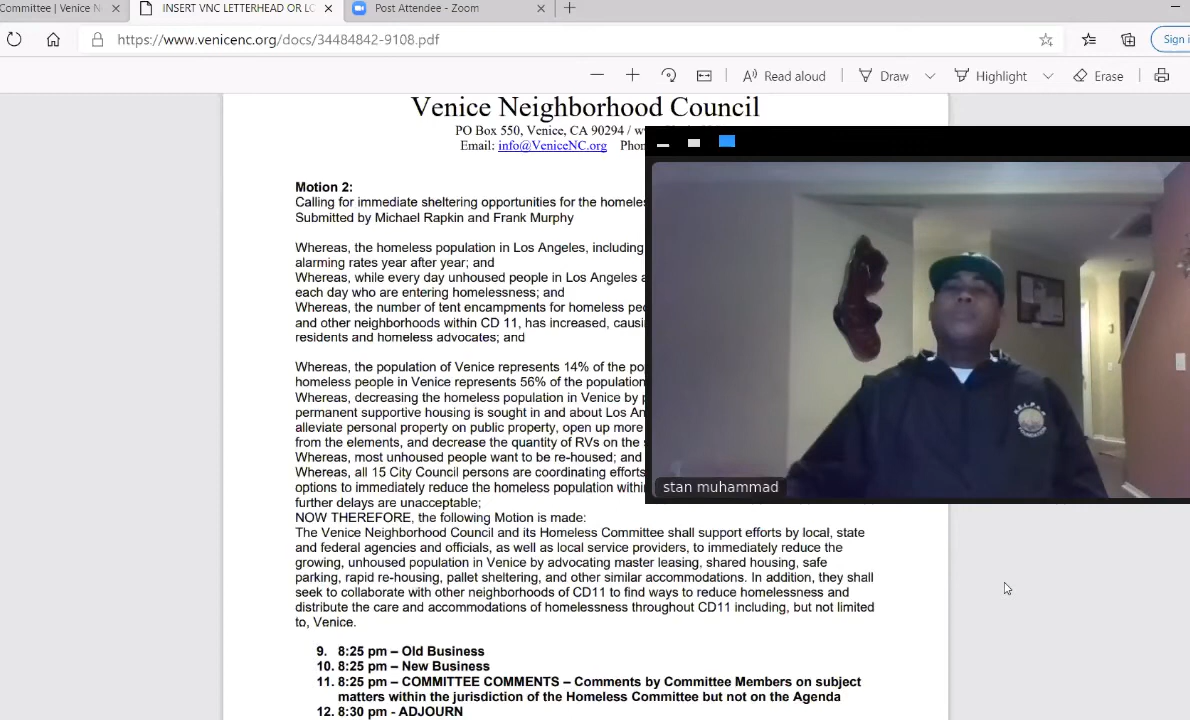 Committee | Venice N
INSERT VNC LETTERHEAD OR LO
Post Attendee - Zoom
https://www.venicenc.org/docs/34484842-9108.pdf
Sign i
Read aloud
Draw
Highlight
Erase
Venice Neighborhood Council
PO Box 550, Venice, CA 90294 /
Email: info@VeniceNC.org Phon
Motion 2:
Calling for immediate sheltering opportunities for the homeles
Submitted by Michael Rapkin and Frank Murphy
Whereas, the homeless population in Los Angeles, including
alarming rates year after year; and
Whereas, while every day unhoused people in Los Angeles a
each day who are entering homelessness; and
Whereas, the number of tent encampments for homeless peo
and other neighborhoods within CD 11, has increased, causi
residents and homeless advocates; and
Whereas, the population of Venice represents 14% of the po
homeless people in Venice represents 56% of the population
Whereas, decreasing the homeless population in Venice by p
permanent supportive housing is sought in and about Los An
alleviate personal property on public property, open up more
from the elements, and decrease the quantity of RVs on the s
Whereas, most unhoused people want to be re-housed; and
Whereas, all 15 City Council persons are coordinating efforts
options to immediately reduce the homeless population within
further delays are unacceptable;
NOW THEREFORE, the following Motion is made:
The Venice Neighborhood Council and its Homeless Committee shall support efforts by local, state
and federal agencies and officials, as well as local service providers, to immediately reduce the
growing, unhoused population in Venice by advocating master leasing, shared housing, safe
parking, rapid re-housing, pallet sheltering, and other similar accommodations. In addition, they shall
seek to collaborate with other neighborhoods of CD11 to find ways to reduce homelessness and
distribute the care and accommodations of homelessness throughout CD11 including, but not limited
to, Venice.
9. 8:25 pm – Old Business
10. 8:25 pm – New Business
11. 8:25 pm – COMMITTEE COMMENTS – Comments by Committee Members on subject
matters within the jurisdiction of the Homeless Committee but not on the Agenda
12. 8:30 pm - ADJOURN
stan muhammad